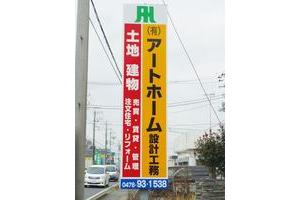 (有)アートホーム設計工務
土地 建物
売買・賃貸・管理
注文住宅・リフォーム
0476-93-1538